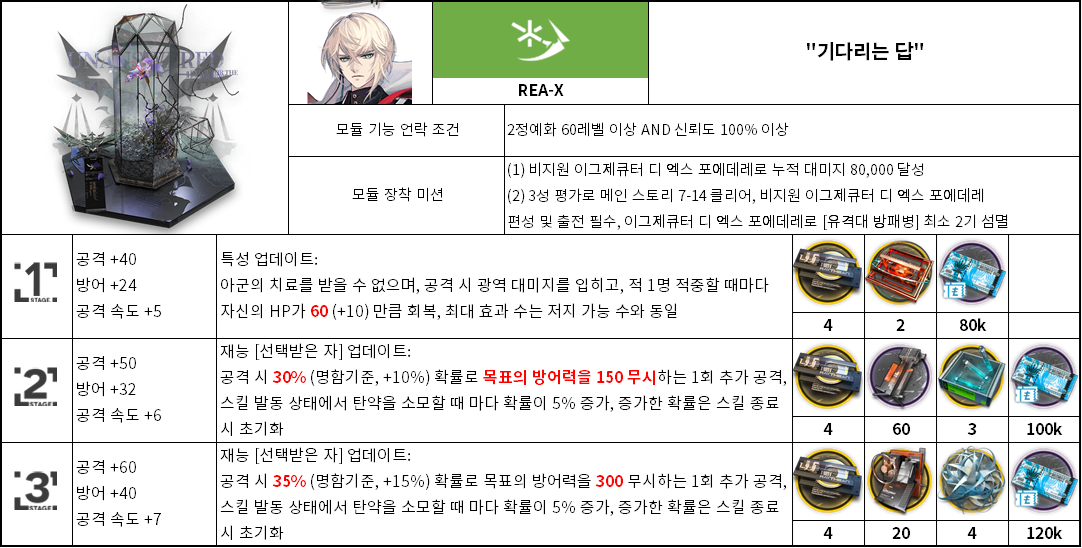 REA-X
"기다리는 답"
모듈 기능 언락 조건
2정예화 60레벨 이상 AND 신뢰도 100% 이상
모듈 장착 미션
(1) 비지원 이그제큐터 디 엑스 포에데레로 누적 대미지 80,000 달성
(2) 3성 평가로 메인 스토리 7-14 클리어, 비지원 이그제큐터 디 엑스 포에데레
편성 및 출전 필수, 이그제큐터 디 엑스 포에데레로 [유격대 방패병] 최소 2기 섬멸
1
STAGE.
공격 +40
방어 +24
공격 속도 +5
특성 업데이트:
아군의 치료를 받을 수 없으며, 공격 시 광역 대미지를 입히고, 적 1명 적중할 때마다
자신의 HP가 60 (+10) 만큼 회복, 최대 효과 수는 저지 가능 수와 동일
4
2
80k
2
STAGE.
공격 +50
방어 +32
공격 속도 +6
재능 [선택받은 자] 업데이트:
공격 시 30% (명함기준, +10%) 확률로 목표의 방어력을 150 무시하는 1회 추가 공격,
스킬 발동 상태에서 탄약을 소모할 때 마다 확률이 5% 증가, 증가한 확률은 스킬 종료
시 초기화
4
60
3
100k
3
STAGE.
공격 +60
방어 +40
공격 속도 +7
재능 [선택받은 자] 업데이트:
공격 시 35% (명함기준, +15%) 확률로 목표의 방어력을 300 무시하는 1회 추가 공격,
스킬 발동 상태에서 탄약을 소모할 때 마다 확률이 5% 증가, 증가한 확률은 스킬 종료
시 초기화
4
20
4
120k